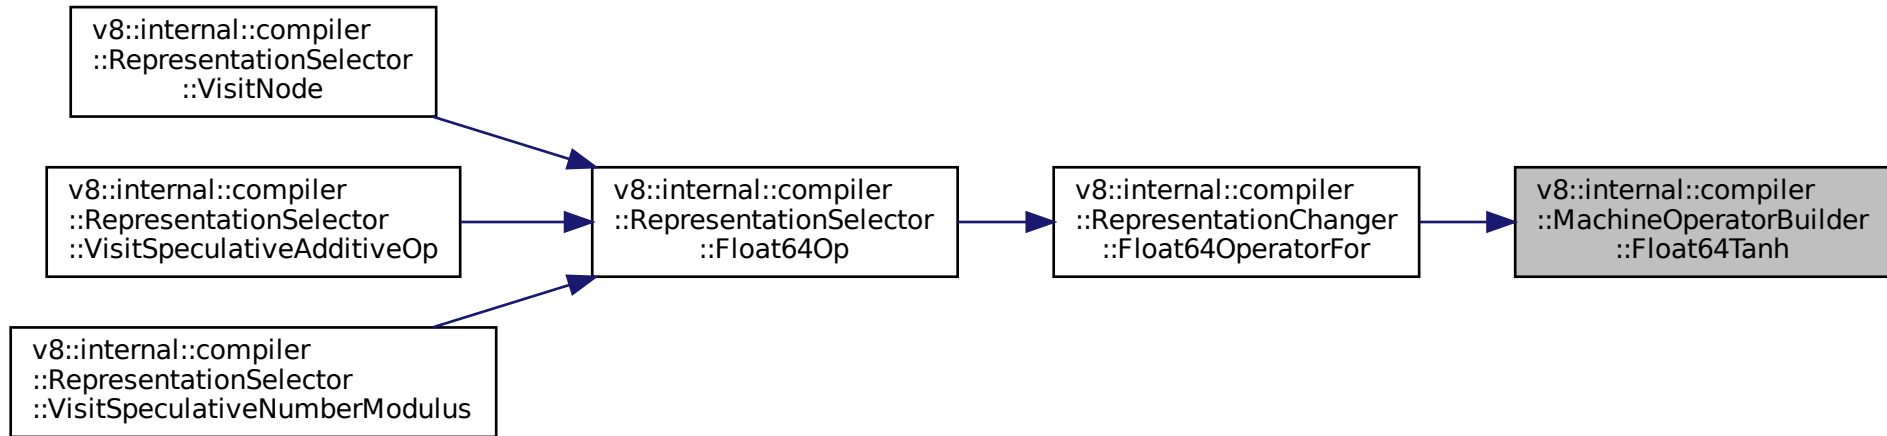 v8::internal::compiler
::RepresentationSelector
::VisitNode
v8::internal::compiler
::RepresentationSelector
::VisitSpeculativeAdditiveOp
v8::internal::compiler
::RepresentationSelector
::VisitSpeculativeNumberModulus
v8::internal::compiler
::RepresentationSelector
::Float64Op
v8::internal::compiler
::RepresentationChanger
::Float64OperatorFor
v8::internal::compiler
::MachineOperatorBuilder
::Float64Tanh